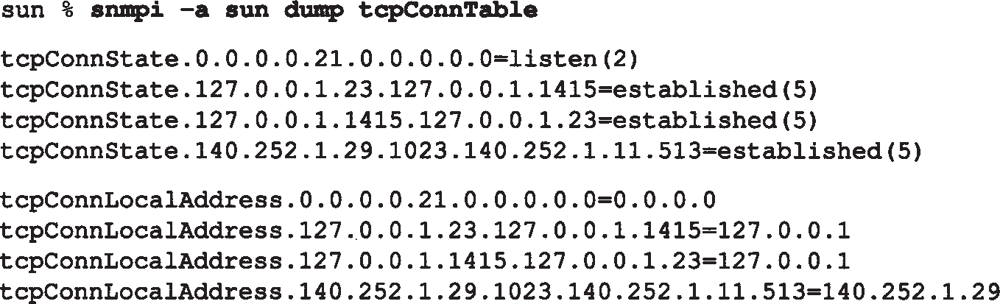 sun % snmpi -a sun dump tcpConnTable
tcpConnState.0.0.0.0.21.0.0.0.0.0=listen(2)
tcpConnState.127.0.0.1.23.127.0.0.1.1415=established(5)
tcpConnState.127.0.0.1.1415.127.0.0.1.23=established(5)
tcpConnState.140.252.1.29.1023.140.252.1.11.513=established(5)
tcpConnLocalAddress.0.0.0.0.21.0.0.0.0.0=0.0.0.0
tcpConnLocalAddress.127.0.0.1.23.127.0.0.1.1415=127.0.0.1
tcpConnLocalAddress.127.0.0.1.1415.127.0.0.1.23=127.0.0.1
tcpConnLocalAddress.140.252.1.29.1023.140.252.1.11.513=140.252.1.29